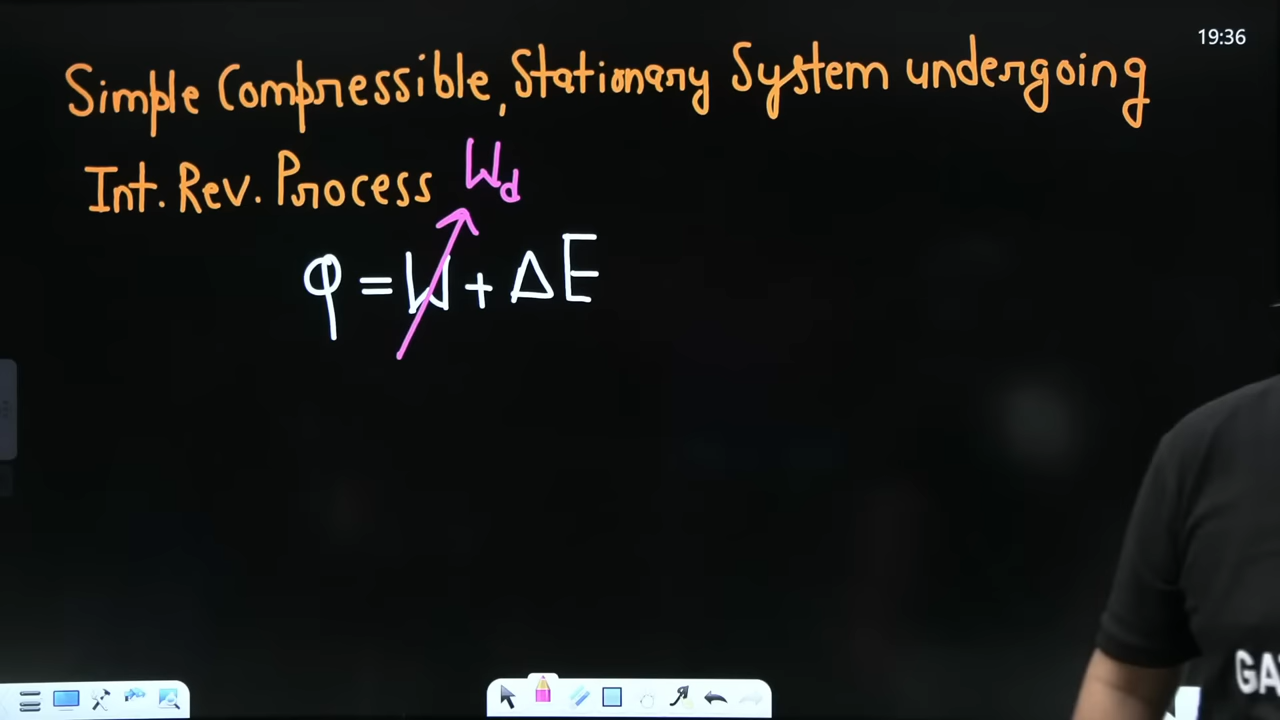 19:36
Simple Compressible, Stationary System undergoing
Int. Rev. Process
Wd
Q = W + ΔE
GA